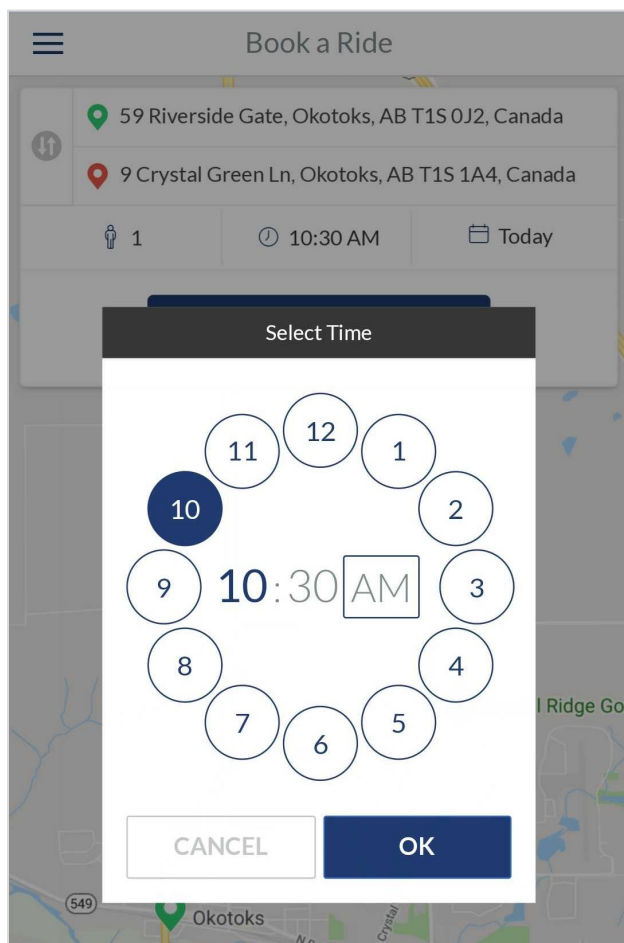 Book a Ride
59 Riverside Gate, Okotoks, AB T1S 0J2, Canada
9 Crystal Green Ln, Okotoks, AB T1S 1A4, Canada
1 10:30 AM Today
Select Time
12
11 1
10 2
9 10:30 AM 3
8 4
7 5
6
l Ridge Go
CANCEL OK
549
Okotoks
Crystal